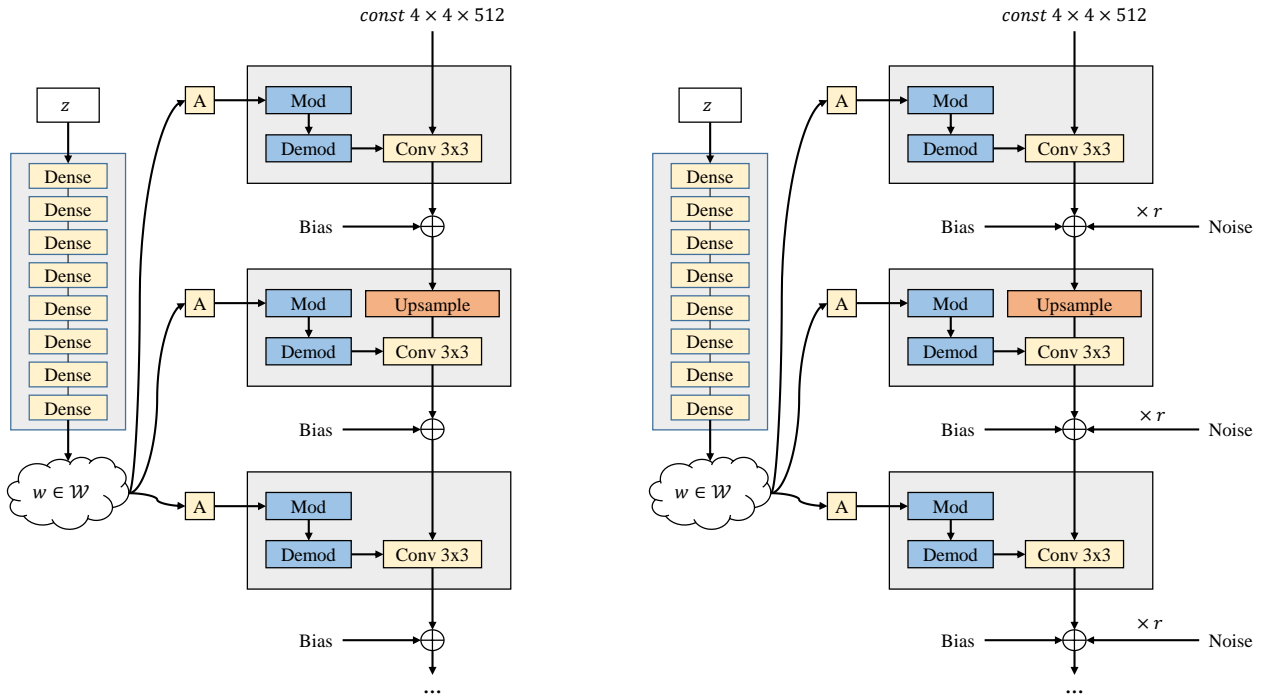 const 4 × 4 × 512
z
A
Mod
Demod
Conv 3x3
Dense
Dense
Dense
Dense
Dense
Dense
Dense
Dense
Bias
A
Mod
Upsample
Demod
Conv 3x3
Bias
w ∈ 𝒲
A
Mod
Demod
Conv 3x3
Bias
...
const 4 × 4 × 512
z
A
Mod
Demod
Conv 3x3
Dense
Dense
Dense
Dense
Dense
Dense
Dense
Dense
× r
Bias
Noise
A
Mod
Upsample
Demod
Conv 3x3
× r
Bias
Noise
w ∈ 𝒲
A
Mod
Demod
Conv 3x3
× r
Bias
Noise
...